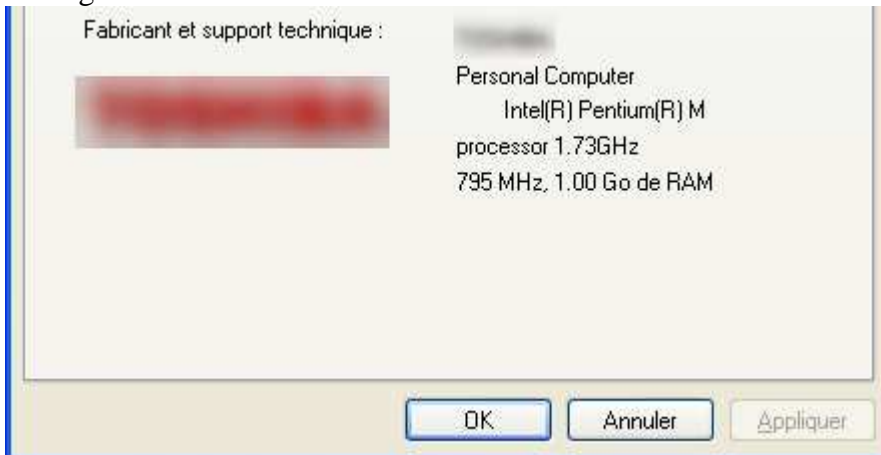 Fabricant et support technique :
Personal Computer
Intel(R) Pentium(R) M
processor 1.73GHz
795 MHz, 1.00 Go de RAM
OK
Annuler
Appliquer